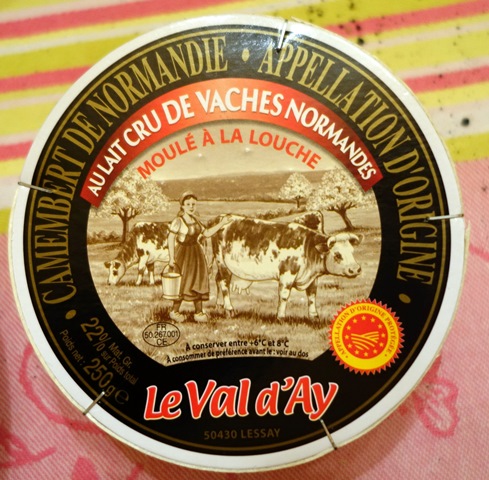 CAMEMBERT DE NORMANDIE • APPELLATION D'ORIGINE •
AU LAIT CRU DE VACHES NORMANDES
MOULÉ À LA LOUCHE
FR
50.267.001
CE
A conserver entre +6°C et 8°C
A consommer de préférence avant le : voir au dos
22% Mat. Gr.
sur Poids total
Poids net : 250g e
APPELLATION D'ORIGINE PROTÉGÉE
Le Val d'Ay
50430 LESSAY